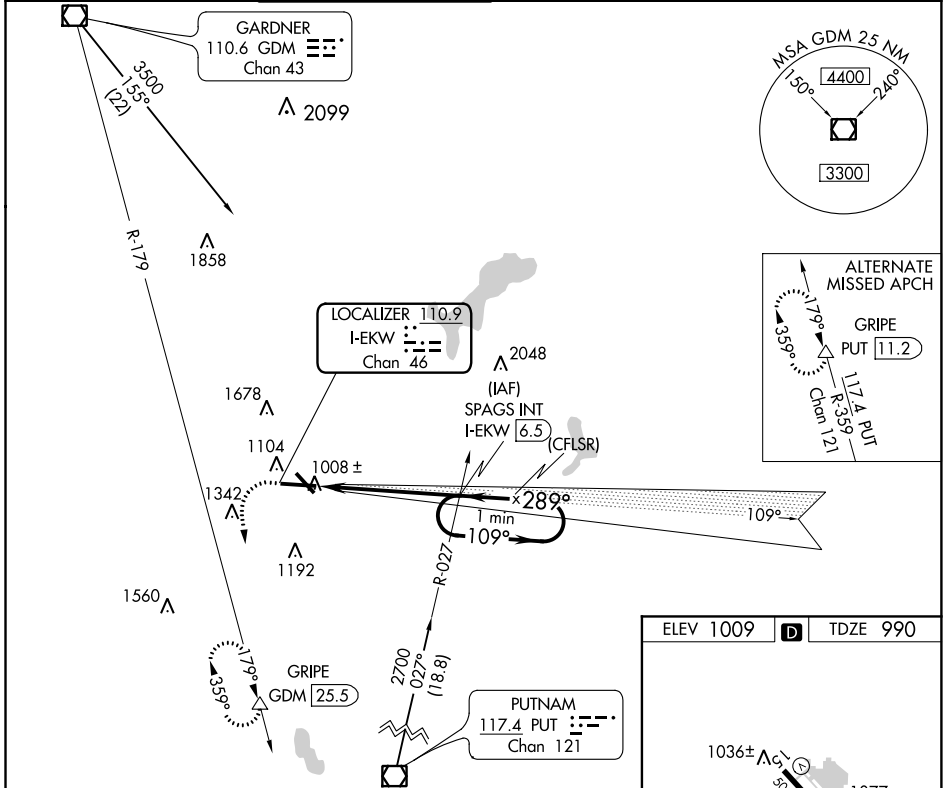 GARDNER
110.6 GDM
Chan 43
3500
155°
(22)
2099
MSA GDM 25 NM
150°
4400
240°
3300
R-179
1858
ALTERNATE
MISSED APCH
179°
359°
GRIPE
PUT 11.2
117.4 PUT
R-359
Chan 121
LOCALIZER 110.9
I-EKW
Chan 46
2048
(IAF)
SPAGS INT
I-EKW 6.5
(CFLSR)
1678
1104
1008 ±
1342
x 289°
1 min
109°
109°
1192
R-027
1560
179°
359°
GRIPE
GDM 25.5
2700
027°
(18.8)
PUTNAM
117.4 PUT
Chan 121
ELEV 1009 D TDZE 990
1036± 
V
15